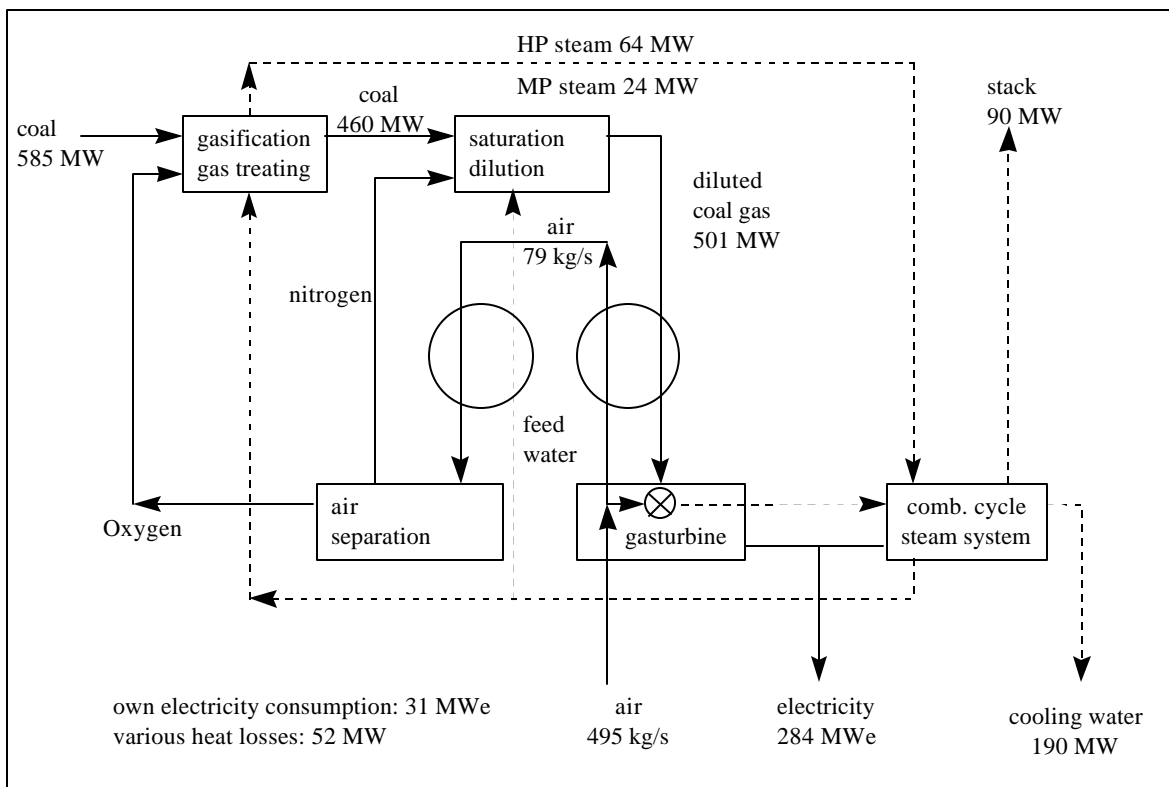 HP steam 64 MW
MP steam 24 MW
stack
90 MW
coal
460 MW
coal
585 MW
gasification
gas treating
saturation
dilution
diluted
coal gas
501 MW
air
79 kg/s
nitrogen
feed
water
Oxygen
air
separation
gasturbine
comb. cycle
steam system
own electricity consumption: 31 MWe
various heat losses: 52 MW
air
495 kg/s
electricity
284 MWe
cooling water
190 MW